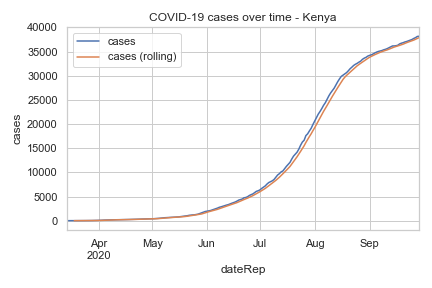 COVID-19 cases over time - Kenya
cases
cases (rolling)
40000
35000
30000
25000
20000
15000
10000
5000
0
cases
Apr May Jun Jul Aug Sep
2020
dateRep